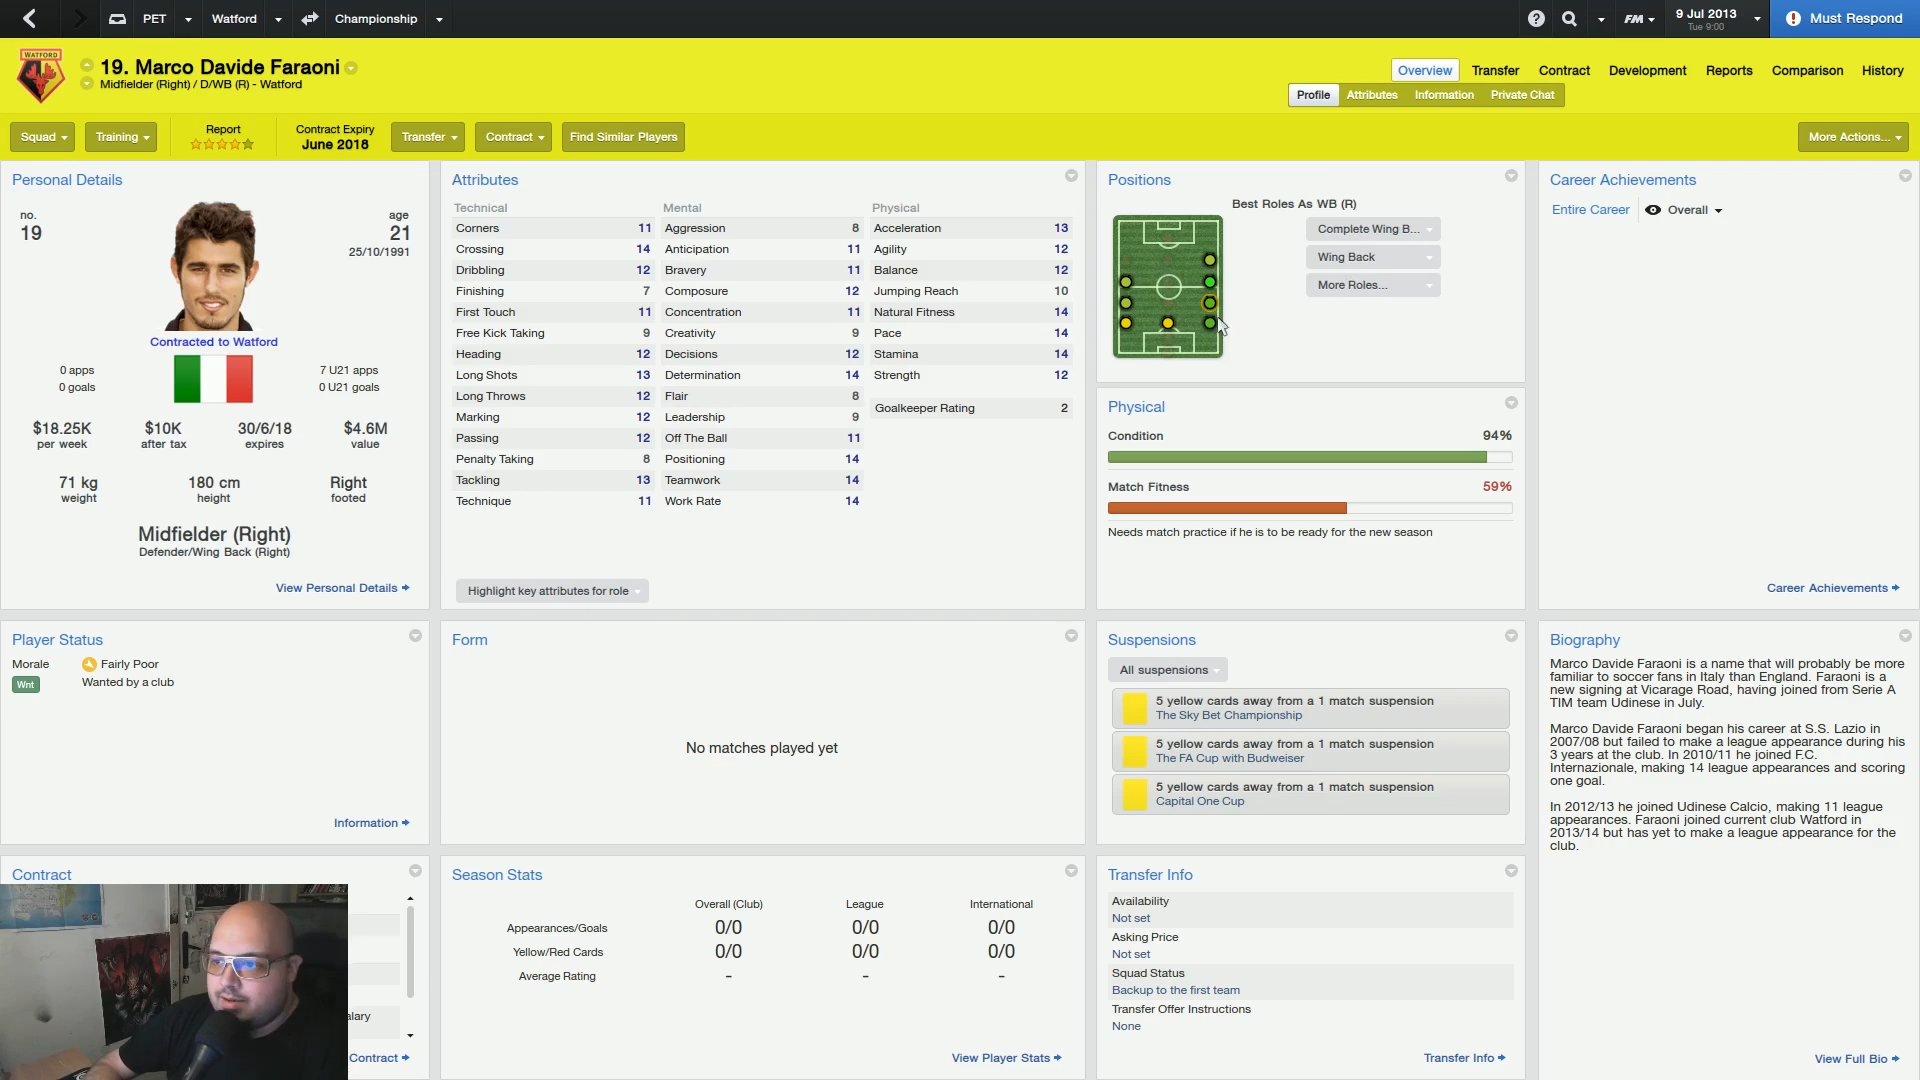 PET
Watford
Championship
FM
9 Jul 2013
Tue 9:00
Must Respond
WATFORD
19. Marco Davide Faraoni
Midfielder (Right) / D/WB (R) - Watford
Overview Transfer Contract Development Reports Comparison History
Profile Attributes Information Private Chat
Squad
Training
Report
Contract Expiry
June 2018
Transfer
Contract
Find Similar Players
More Actions...
Personal Details
no.
19
age
21
25/10/1991
Contracted to Watford
0 apps
0 goals
7 U21 apps
0 U21 goals
$18.25K
per week
$10K
after tax
30/6/18
expires
$4.6M
value
71 kg
weight
180 cm
height
Right
footed
Midfielder (Right)
Defender/Wing Back (Right)
View Personal Details
Attributes
Technical Mental Physical
Corners 11 Aggression 8 Acceleration 13
Crossing 14 Anticipation 11 Agility 12
Dribbling 12 Bravery 11 Balance 12
Finishing 7 Composure 12 Jumping Reach 10
First Touch 11 Concentration 11 Natural Fitness 14
Free Kick Taking 9 Creativity 9 Pace 14
Heading 12 Decisions 12 Stamina 14
Long Shots 13 Determination 14 Strength 12
Long Throws 12 Flair 8
Marking 12 Leadership 9 Goalkeeper Rating 2
Passing 12 Off The Ball 11
Penalty Taking 8 Positioning 14
Tackling 13 Teamwork 14
Technique 11 Work Rate 14
Highlight key attributes for role
Positions
Best Roles As WB (R)
Complete Wing B...
Wing Back
More Roles...
Physical
Condition 94%
Match Fitness 59%
Needs match practice if he is to be ready for the new season
Career Achievements
Entire Career Overall
Career Achievements
Player Status
Morale Fairly Poor
Wnt Wanted by a club
Information
Form
No matches played yet
Suspensions
All suspensions
5 yellow cards away from a 1 match suspension
The Sky Bet Championship
5 yellow cards away from a 1 match suspension
The FA Cup with Budweiser
5 yellow cards away from a 1 match suspension
Capital One Cup
Biography
Marco Davide Faraoni is a name that will probably be more
familiar to soccer fans in Italy than England. Faraoni is a
new signing at Vicarage Road, having joined from Serie A
TIM team Udinese in July.
Marco Davide Faraoni began his career at S.S. Lazio in
2007/08 but failed to make a league appearance during his
3 years at the club. In 2010/11 he joined F.C.
Internazionale, making 14 league appearances and scoring
one goal.
In 2012/13 he joined Udinese Calcio, making 11 league
appearances. Faraoni joined current club Watford in
2013/14 but has yet to make a league appearance for the
club.
View Full Bio
Contract
alary
Contract
Season Stats
Overall (Club) League International
Appearances/Goals 0/0 0/0 0/0
Yellow/Red Cards 0/0 0/0 0/0
Average Rating - - -
View Player Stats
Transfer Info
Availability
Not set
Asking Price
Not set
Squad Status
Backup to the first team
Transfer Offer Instructions
None
Transfer Info